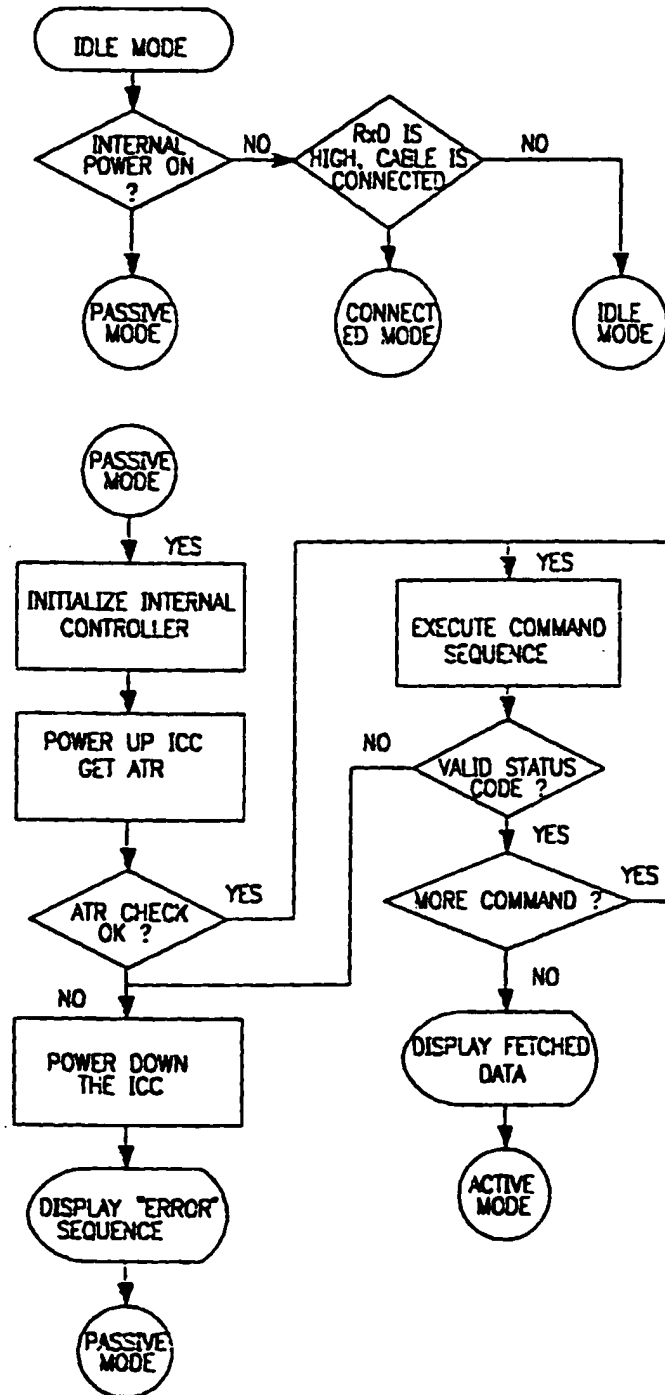 IDLE MODE
INTERNAL
POWER ON
?
NO
RxD IS
HIGH, CABLE IS
CONNECTED
NO
PASSIVE
MODE
CONNECT
ED MODE
IDLE
MODE
PASSIVE
MODE
YES
INITIALIZE INTERNAL
CONTROLLER
POWER UP ICC
GET ATR
ATR CHECK
OK ?
YES
NO
POWER DOWN
THE ICC
DISPLAY "ERROR"
SEQUENCE
PASSIVE
MODE
YES
EXECUTE COMMAND
SEQUENCE
NO
VALID STATUS
CODE ?
YES
MORE COMMAND ?
YES
NO
DISPLAY FETCHED
DATA
ACTIVE
MODE